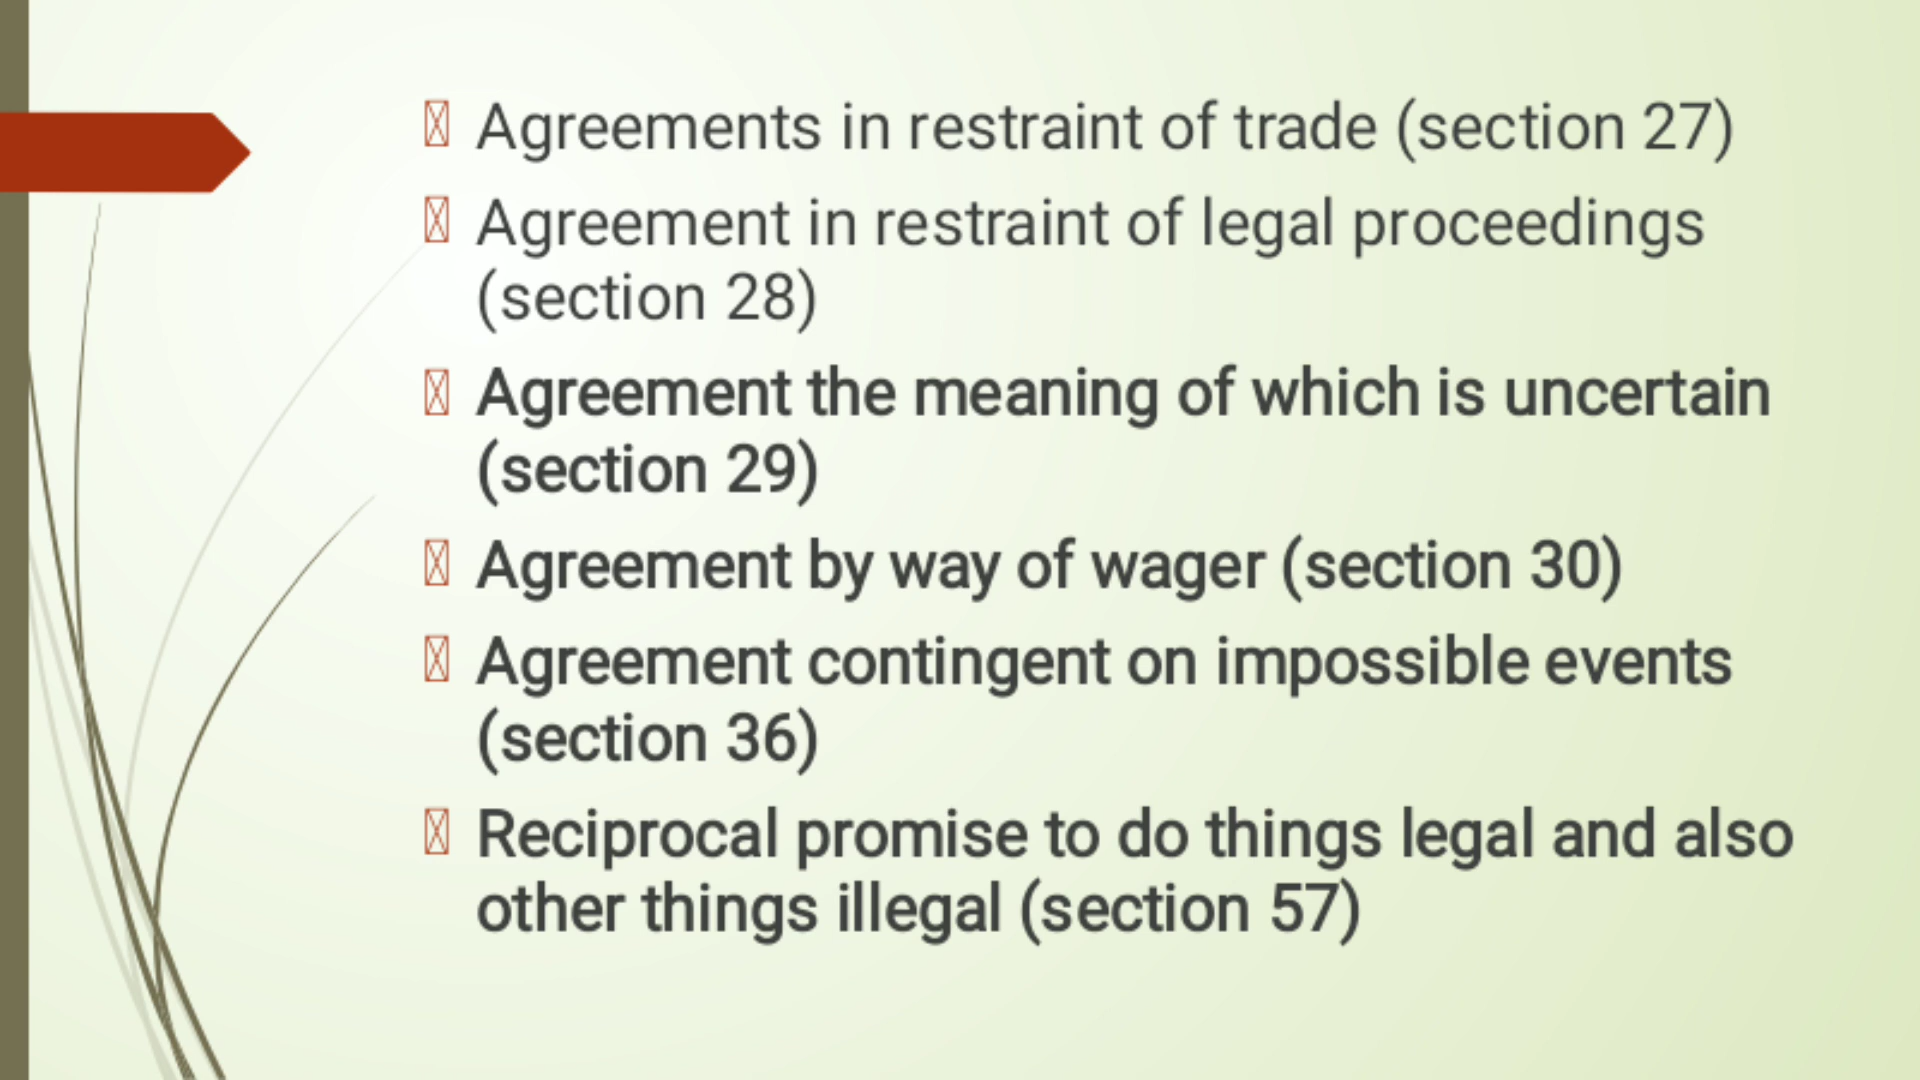 Agreements in restraint of trade (section 27)
Agreement in restraint of legal proceedings
(section 28)
Agreement the meaning of which is uncertain
(section 29)
Agreement by way of wager (section 30)
Agreement contingent on impossible events
(section 36)
Reciprocal promise to do things legal and also
other things illegal (section 57)